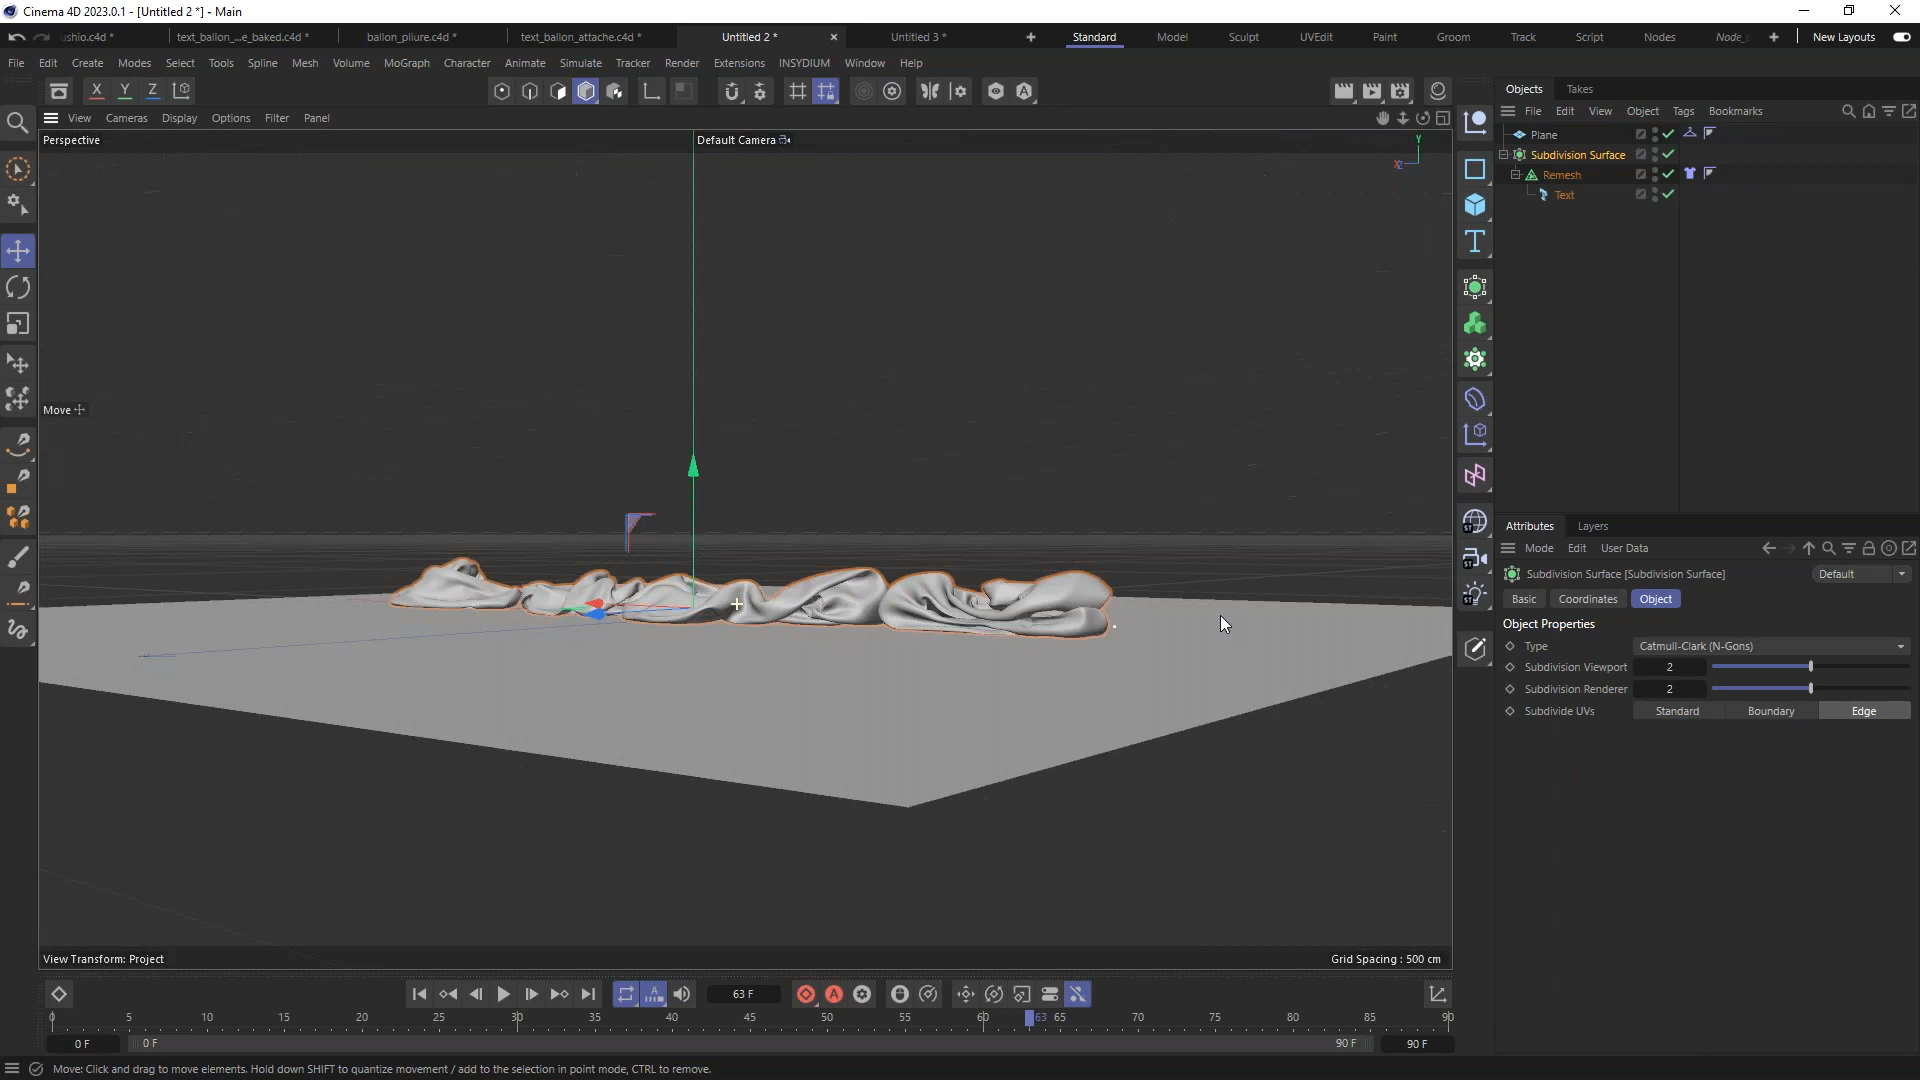 Cinema 4D 2023.0.1 - [Untitled 2 *] - Main
ushio.c4d *
text_ballon_...e_baked.c4d *
ballon_pliure.c4d *
text_ballon_attache.c4d *
Untitled 2 *
Untitled 3 *
Standard
Model
Sculpt
UVEdit
Paint
Groom
Track
Script
Nodes
Node_
New Layouts
File Edit Create Modes Select Tools Spline Mesh Volume MoGraph Character Animate Simulate Tracker Render Extensions INSYDIUM Window Help
X Y Z
View Cameras Display Options Filter Panel
Perspective
Default Camera
Y
Move
View Transform: Project
Grid Spacing : 500 cm
Objects Takes
File Edit View Object Tags Bookmarks
Plane
Subdivision Surface
Remesh
Text
Attributes Layers
Mode Edit User Data
Subdivision Surface [Subdivision Surface]
Default
Basic Coordinates Object
Object Properties
Type Catmull-Clark (N-Gons)
Subdivision Viewport 2
Subdivision Renderer 2
Subdivide UVs Standard Boundary Edge
63 F
0 5 10 15 20 25 30 35 40 45 50 55 60 63 65 70 75 80 85 90
0 F 0 F 90 F 90 F
Move: Click and drag to move elements. Hold down SHIFT to quantize movement / add to the selection in point mode, CTRL to remove.